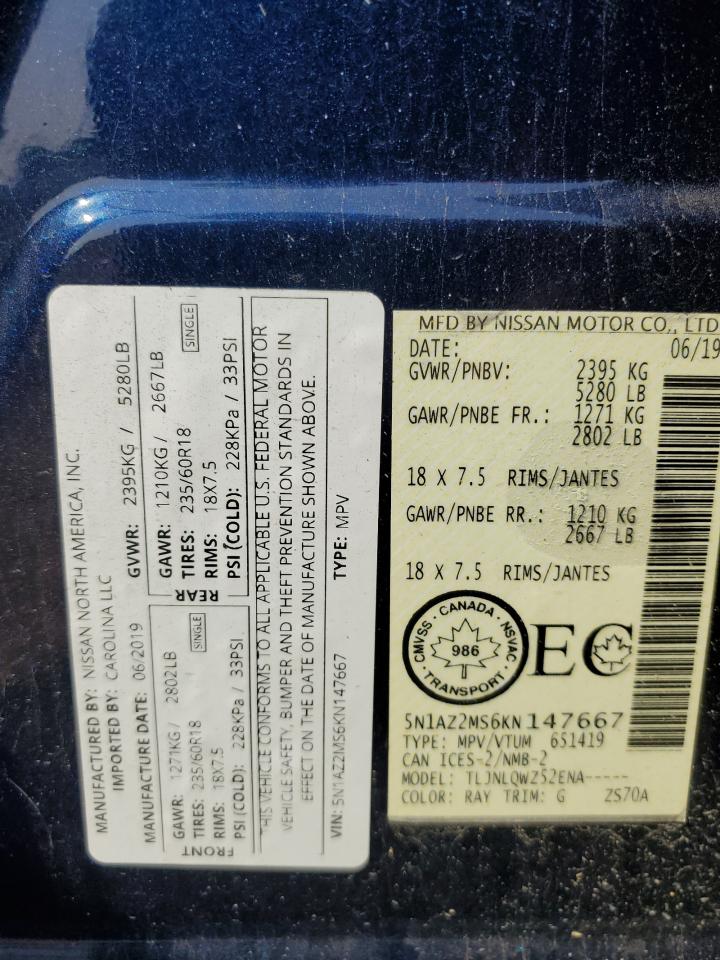 MANUFACTURED BY: NISSAN NORTH AMERICA, INC.
IMPORTED BY: CAROLINA LLC
MANUFACTURE DATE: 06/2019
GVWR: 2395KG / 5280LB
FRONT
GAWR: 1271KG / 2802LB
TIRES: 235/60R18
RIMS: 18X7.5
SINGLE
PSI (COLD): 228KPa / 33PSI
REAR
GAWR: 1210KG / 2667LB
TIRES: 235/60R18
RIMS: 18X7.5
SINGLE
PSI (COLD): 228KPa / 33PSI
THIS VEHICLE CONFORMS TO ALL APPLICABLE U.S. FEDERAL MOTOR
VEHICLE SAFETY, BUMPER AND THEFT PREVENTION STANDARDS IN
EFFECT ON THE DATE OF MANUFACTURE SHOWN ABOVE.
VIN: 5N1AZ2MS6KN147667 TYPE: MPV
MFD BY NISSAN MOTOR CO., LTD
DATE: 06/19
GVWR/PNBV: 2395 KG
5280 LB
GAWR/PNBE FR.: 1271 KG
2802 LB
18 X 7.5 RIMS/JANTES
GAWR/PNBE RR.: 1210 KG
2667 LB
18 X 7.5 RIMS/JANTES
CMVSS · CANADA · NSVAC · TRANSPORT ·
986
EC
5N1AZ2MS6KN147667
TYPE: MPV/VTUM 651419
CAN ICES-2/NMB-2
MODEL: TLJNLQWZ52ENA-----
COLOR: RAY TRIM: G ZS70A